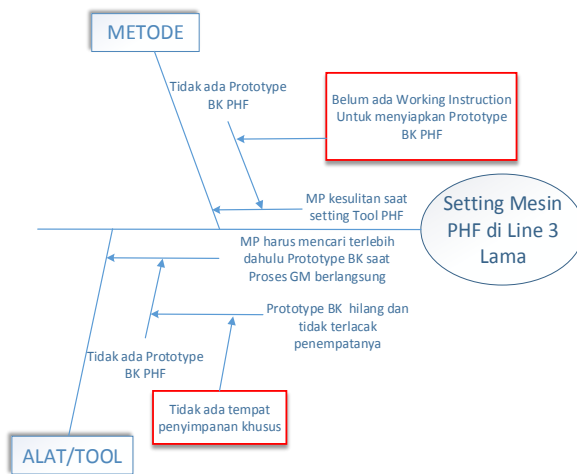 METODE
Tidak ada Prototype
BK PHF
Belum ada Working Instruction
Untuk menyiapkan Prototype
BK PHF
MP kesulitan saat
setting Tool PHF
Setting Mesin
PHF di Line 3
Lama
MP harus mencari terlebih
dahulu Prototype BK saat
Proses GM berlangsung
Prototype BK hilang dan
tidak terlacak
penempatanya
Tidak ada Prototype
BK PHF
Tidak ada tempat
penyimpanan khusus
ALAT/TOOL